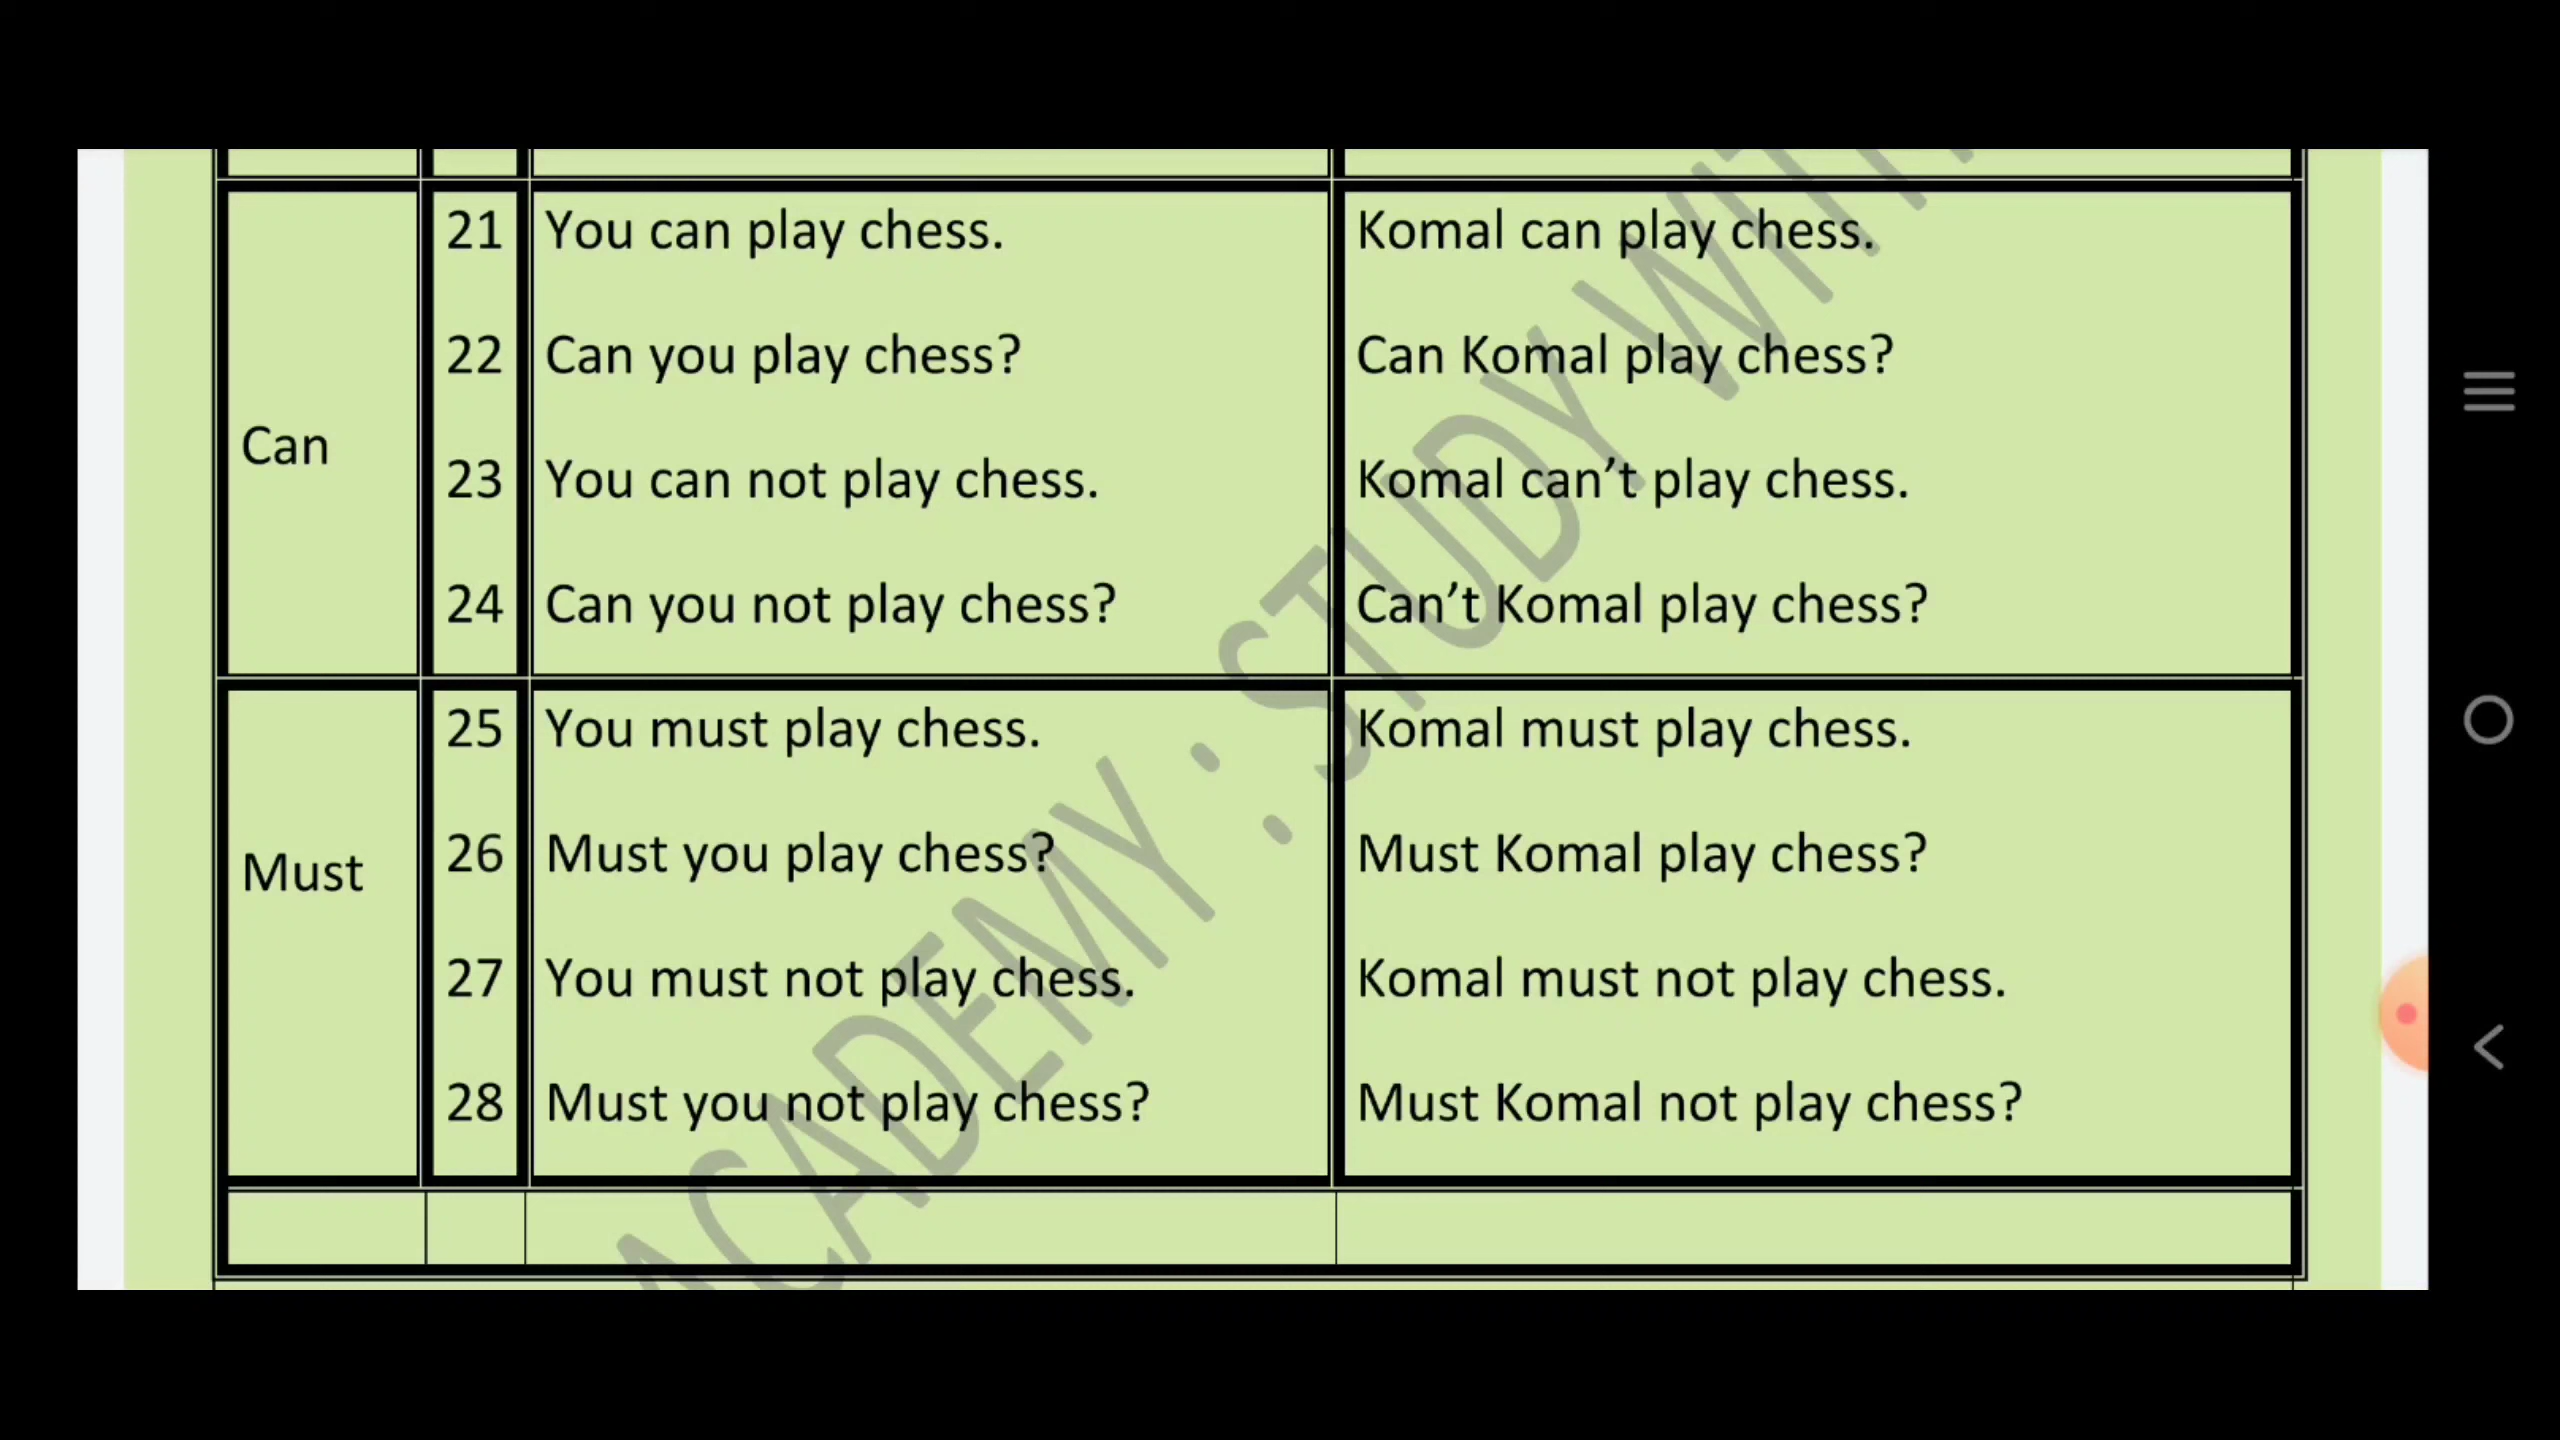 21 You can play chess. Komal can play chess.
22 Can you play chess? Can Komal play chess?
Can
23 You can not play chess. Komal can't play chess.
24 Can you not play chess? Can't Komal play chess?
25 You must play chess. Komal must play chess.
26 Must you play chess? Must Komal play chess?
Must
27 You must not play chess. Komal must not play chess.
28 Must you not play chess? Must Komal not play chess?
ACADEMY : STUDY WITH